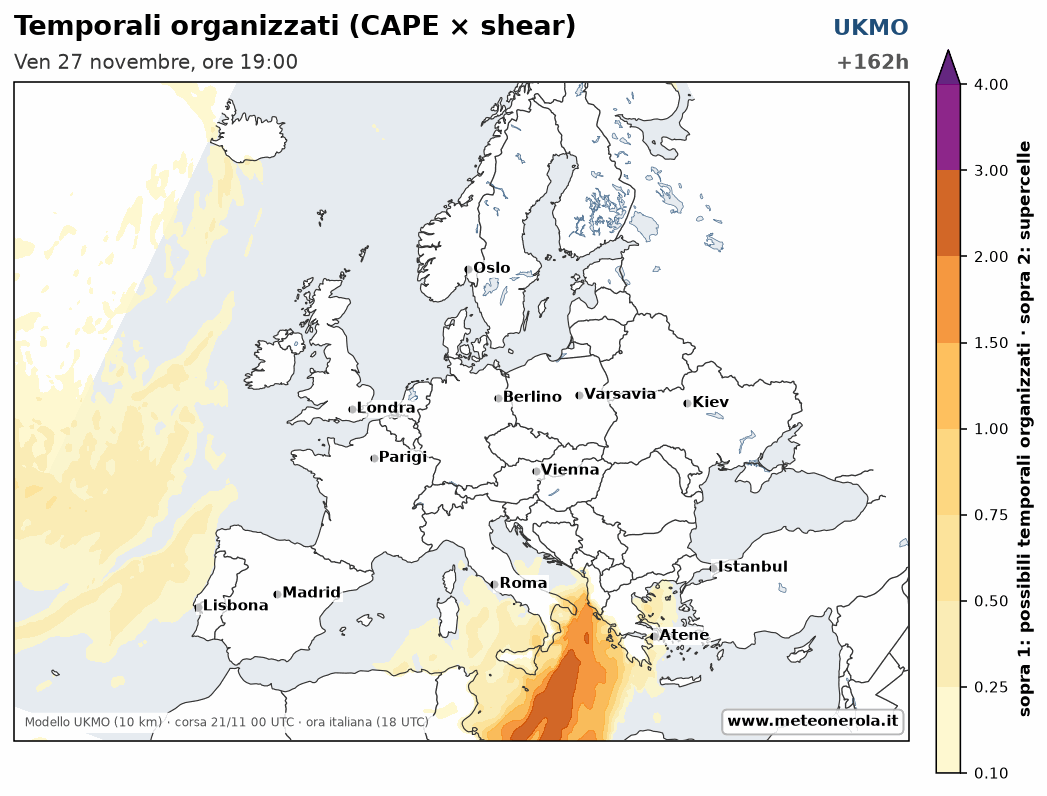 Temporali organizzati (CAPE × shear)
UKMO
Ven 27 novembre, ore 19:00
+162h
4.00
3.00
2.00
1.50
1.00
0.75
0.50
0.25
0.10
sopra 1: possibili temporali organizzati · sopra 2: supercelle
Oslo
Berlino
Varsavia
Kiev
Londra
Parigi
Vienna
Istanbul
Roma
Madrid
Lisbona
Atene
Modello UKMO (10 km) · corsa 21/11 00 UTC · ora italiana (18 UTC)
www.meteonerola.it